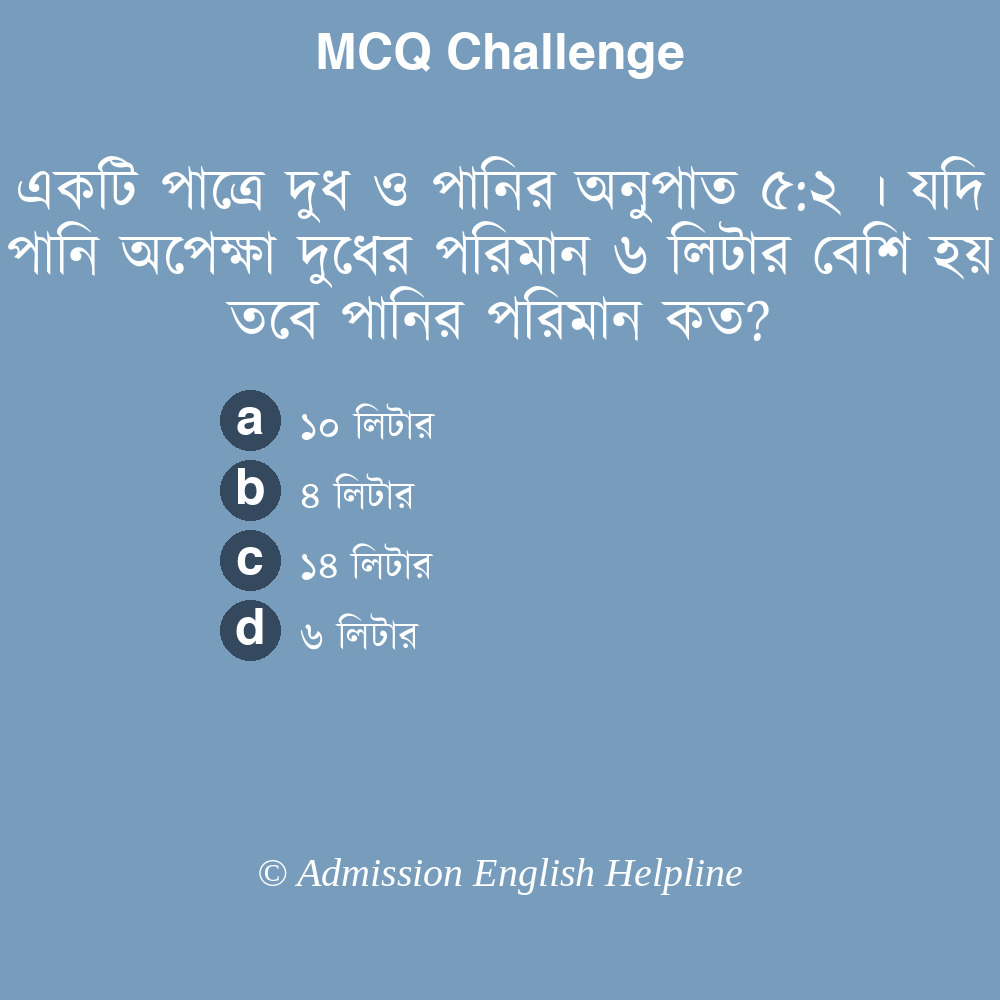 MCQ Challenge
একটি পাত্রে দুধ ও পানির অনুপাত ৫:২ । যদি
পানি অপেক্ষা দুধের পরিমান ৬ লিটার বেশি হয়
তবে পানির পরিমান কত?
a ১০ লিটার
b ৪ লিটার
c ১৪ লিটার
d ৬ লিটার
© Admission English Helpline